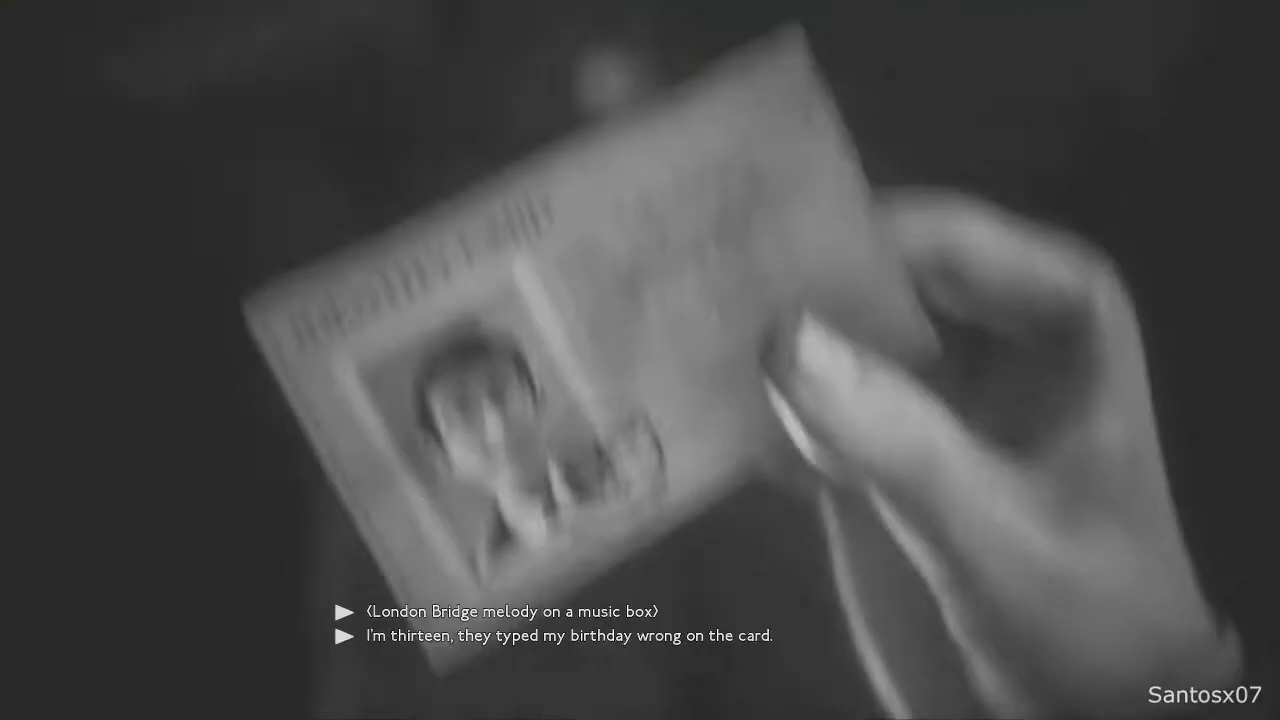 <London Bridge melody on a music box>
I'm thirteen, they typed my birthday wrong on the card.
Santosx07